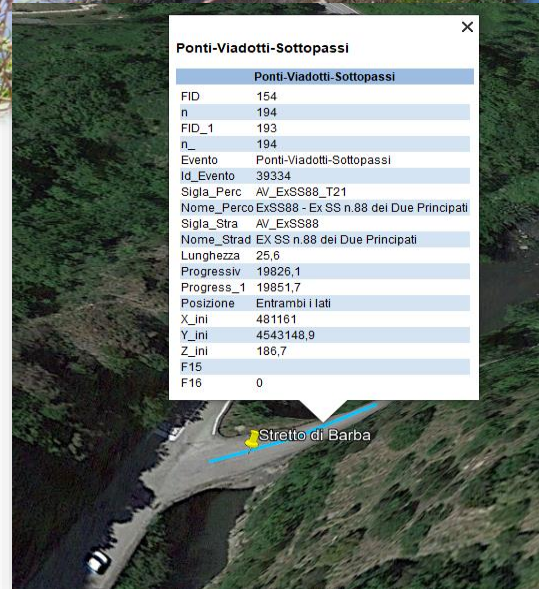 Ponti-Viadotti-Sottopassi
Ponti-Viadotti-Sottopassi
FID 154
n 194
FID_1 193
n_ 194
Evento Ponti-Viadotti-Sottopassi
Id_Evento 39334
Sigla_Perc AV_ExSS88_T21
Nome_Perco ExSS88 - Ex SS n.88 dei Due Principati
Sigla_Stra AV_ExSS88
Nome_Strad EX SS n.88 dei Due Principati
Lunghezza 25,6
Progressiv 19826,1
Progress_1 19851,7
Posizione Entrambi i lati
X_ini 481161
Y_ini 4543148,9
Z_ini 186,7
F15
F16 0
Stretto di Barba